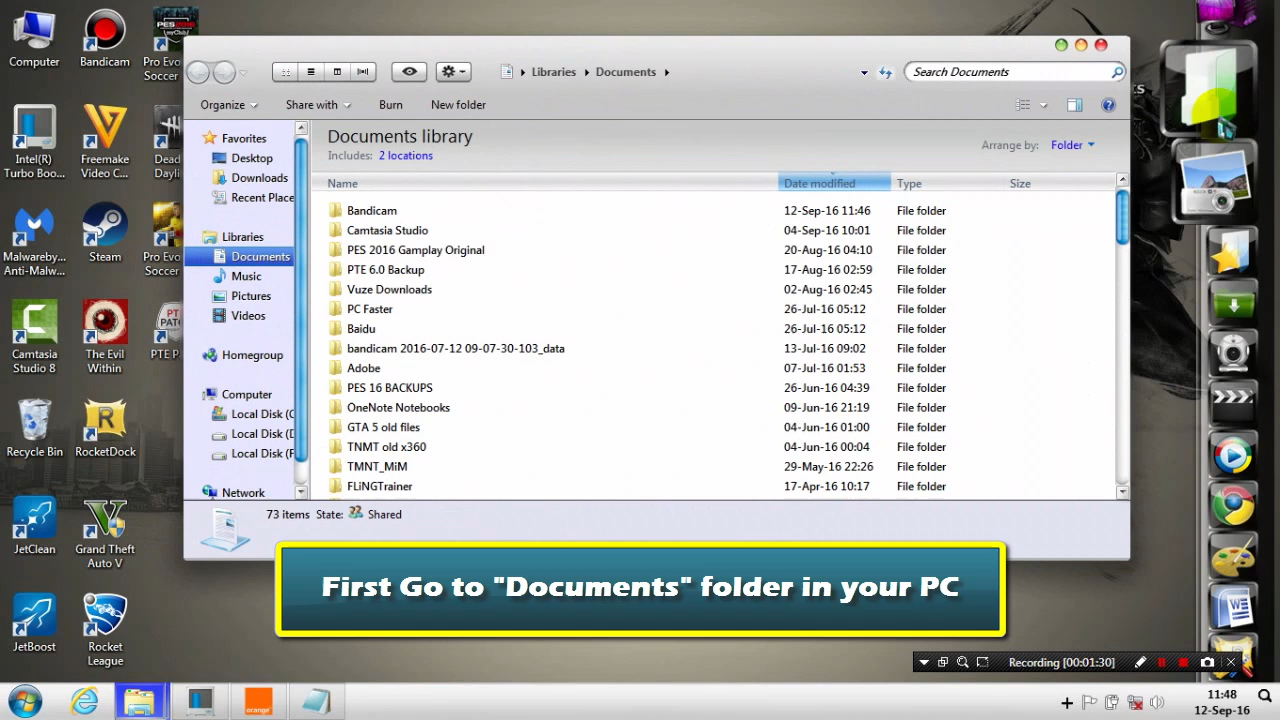 Computer
Bandicam
Pro Evo
Soccer
Intel(R)
Turbo Boo...
Freemake
Video C...
Dead
Dayli
Malwareby...
Anti-Malw...
Steam
Pro Evo
Soccer
Camtasia
Studio 8
The Evil
Within
PTE P
Recycle Bin
RocketDock
JetClean
Grand Theft
Auto V
JetBoost
Rocket
League
Libraries
Documents
Search Documents
Organize
Share with
Burn
New folder
Favorites
Desktop
Downloads
Recent Place
Libraries
Documents
Music
Pictures
Videos
Homegroup
Computer
Local Disk (C
Local Disk (D
Local Disk (F
Network
Documents library
Includes: 2 locations
Arrange by: Folder
Name Date modified Type Size
Bandicam 12-Sep-16 11:46 File folder
Camtasia Studio 04-Sep-16 10:01 File folder
PES 2016 Gamplay Original 20-Aug-16 04:10 File folder
PTE 6.0 Backup 17-Aug-16 02:59 File folder
Vuze Downloads 02-Aug-16 02:45 File folder
PC Faster 26-Jul-16 05:12 File folder
Baidu 26-Jul-16 05:12 File folder
bandicam 2016-07-12 09-07-30-103_data 13-Jul-16 09:02 File folder
Adobe 07-Jul-16 01:53 File folder
PES 16 BACKUPS 26-Jun-16 04:39 File folder
OneNote Notebooks 09-Jun-16 21:19 File folder
GTA 5 old files 04-Jun-16 01:00 File folder
TNMT old x360 04-Jun-16 00:04 File folder
TMNT_MiM 29-May-16 22:26 File folder
FLiNGTrainer 17-Apr-16 10:17 File folder
73 items State: Shared
First Go to "Documents" folder in your PC
Recording [00:01:30]
orange
11:48
12-Sep-16